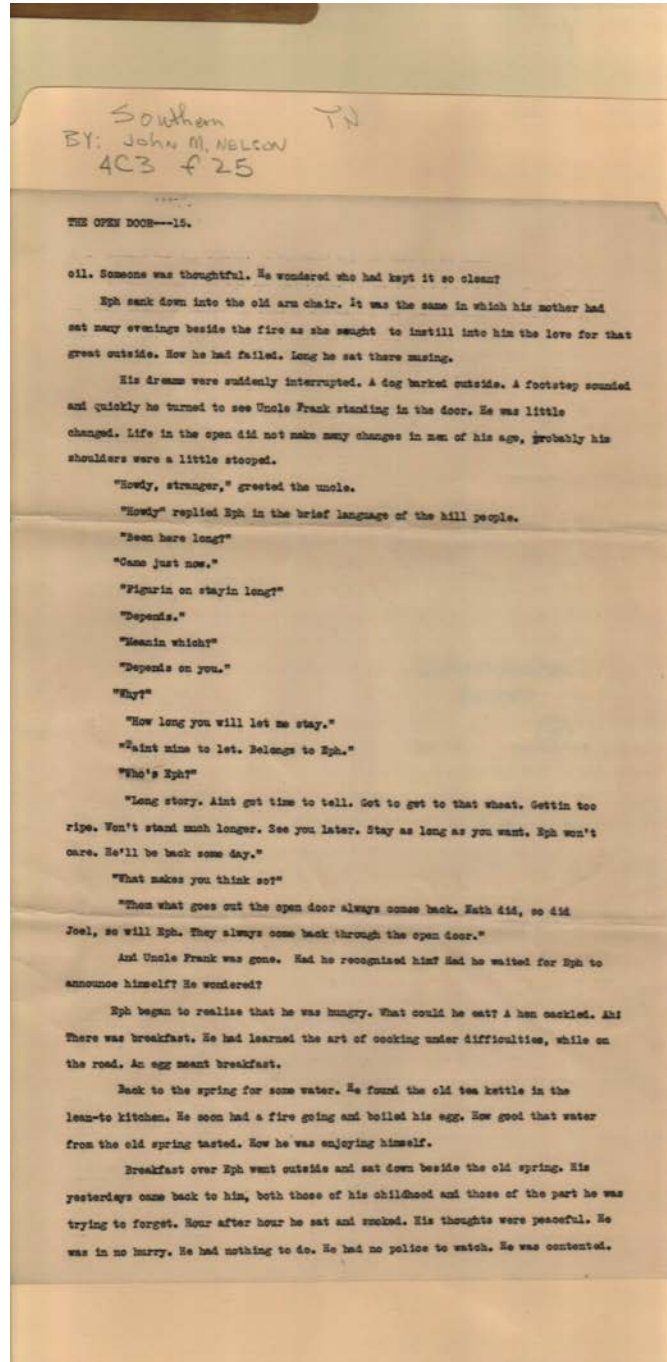 Southern TN
BY: JOHN M. NELSON
4C3 f 25
THE OPEN DOOR---15.
oil. Someone was thoughtful. He wondered who had kept it so clean?
Eph sank down into the old arm chair. It was the same in which his mother had
sat many evenings beside the fire as she sought to instill into him the love for that
great outside. How he had failed. Long he sat there musing.
His dreams were suddenly interrupted. A dog barked outside. A footstep sounded
and quickly he turned to see Uncle Frank standing in the door. He was little
changed. Life in the open did not make many changes in men of his age, probably his
shoulders were a little stooped.
"Howdy, stranger," greeted the uncle.
"Howdy" replied Eph in the brief language of the hill people.
"Been here long?"
"Came just now."
"Figurin on stayin long?"
"Depends."
"Meanin which?"
"Depends on you."
"Why?"
"How long you will let me stay."
"Taint mine to let. Belongs to Eph."
"Who's Eph?"
"Long story. Aint got time to tell. Got to get to that wheat. Gettin too
ripe. Won't stand much longer. See you later. Stay as long as you want. Eph won't
care. He'll be back some day."
"What makes you think so?"
"Them what goes out the open door always comes back. Nath did, so did
Joel, so will Eph. They always come back through the open door."
And Uncle Frank was gone. Had he recognized him? Had he waited for Eph to
announce himself? He wondered?
Eph began to realize that he was hungry. What could he eat? A hen cackled. Ah!
There was breakfast. He had learned the art of cooking under difficulties, while on
the road. An egg meant breakfast.
Back to the spring for some water. He found the old tea kettle in the
lean-to kitchen. He soon had a fire going and boiled his egg. How good that water
from the old spring tasted. How he was enjoying himself.
Breakfast over Eph went outside and sat down beside the old spring. His
yesterdays came back to him, both those of his childhood and those of the part he was
trying to forget. Hour after hour he sat and smoked. His thoughts were peaceful. He
was in no hurry. He had nothing to do. He had no police to watch. He was contented.